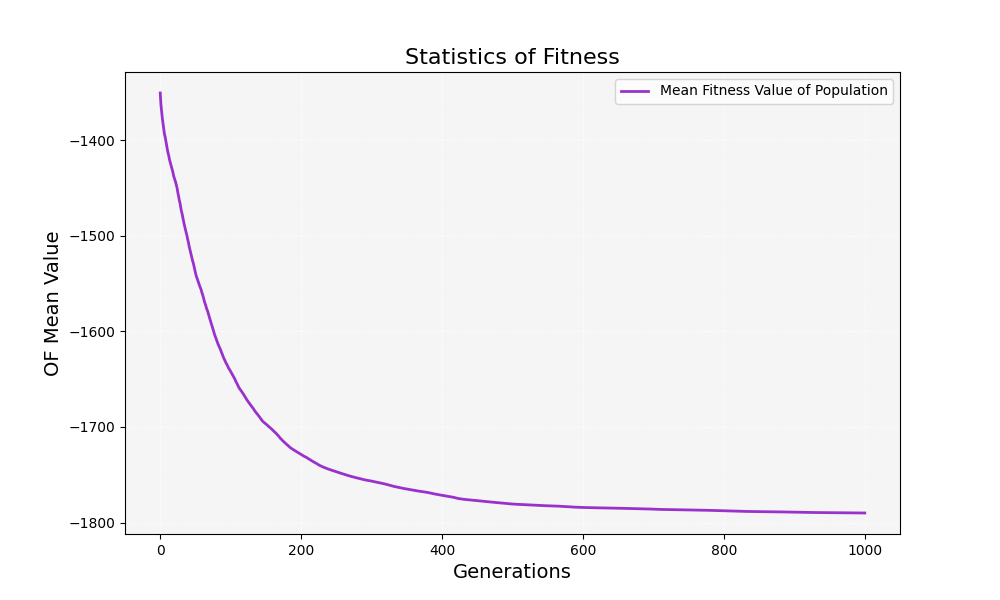 Statistics of Fitness
Mean Fitness Value of Population
OF Mean Value
−1400
−1500
−1600
−1700
−1800
0 200 400 600 800 1000
Generations